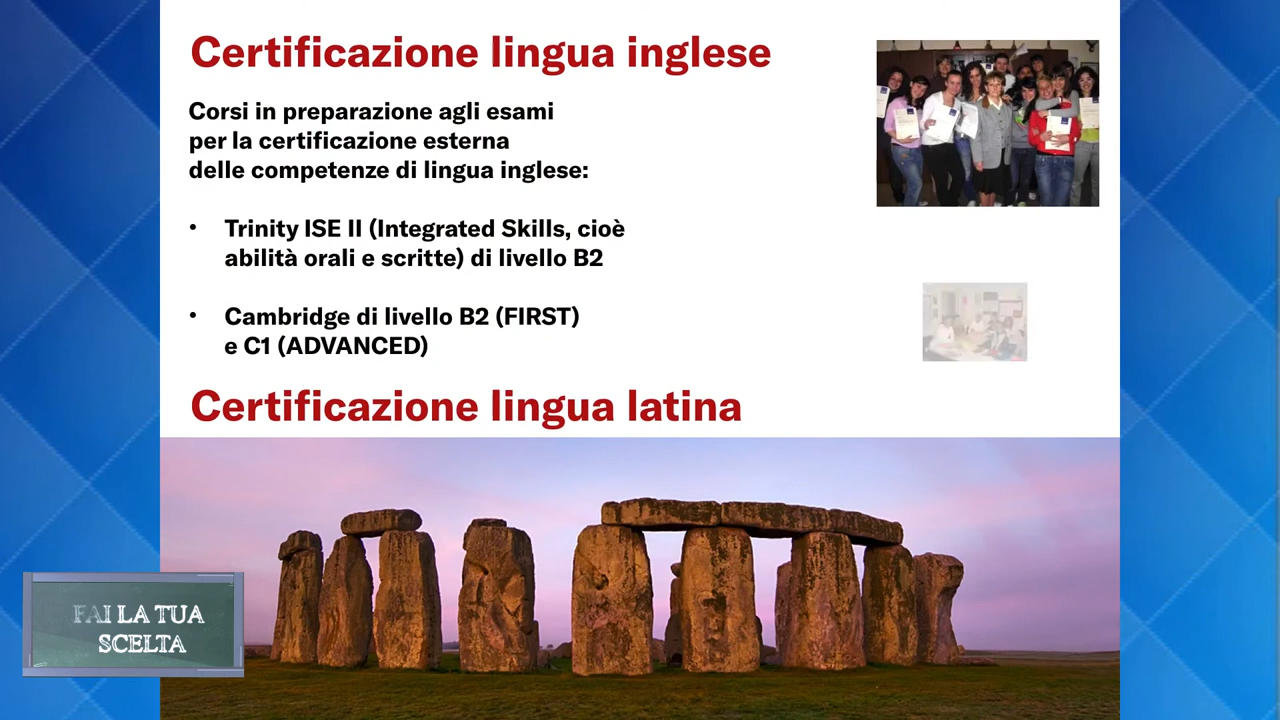 Certificazione lingua inglese
Corsi in preparazione agli esami
per la certificazione esterna
delle competenze di lingua inglese:
• Trinity ISE II (Integrated Skills, cioè
abilità orali e scritte) di livello B2
• Cambridge di livello B2 (FIRST)
e C1 (ADVANCED)
Certificazione lingua latina
FAI LA TUA
SCELTA